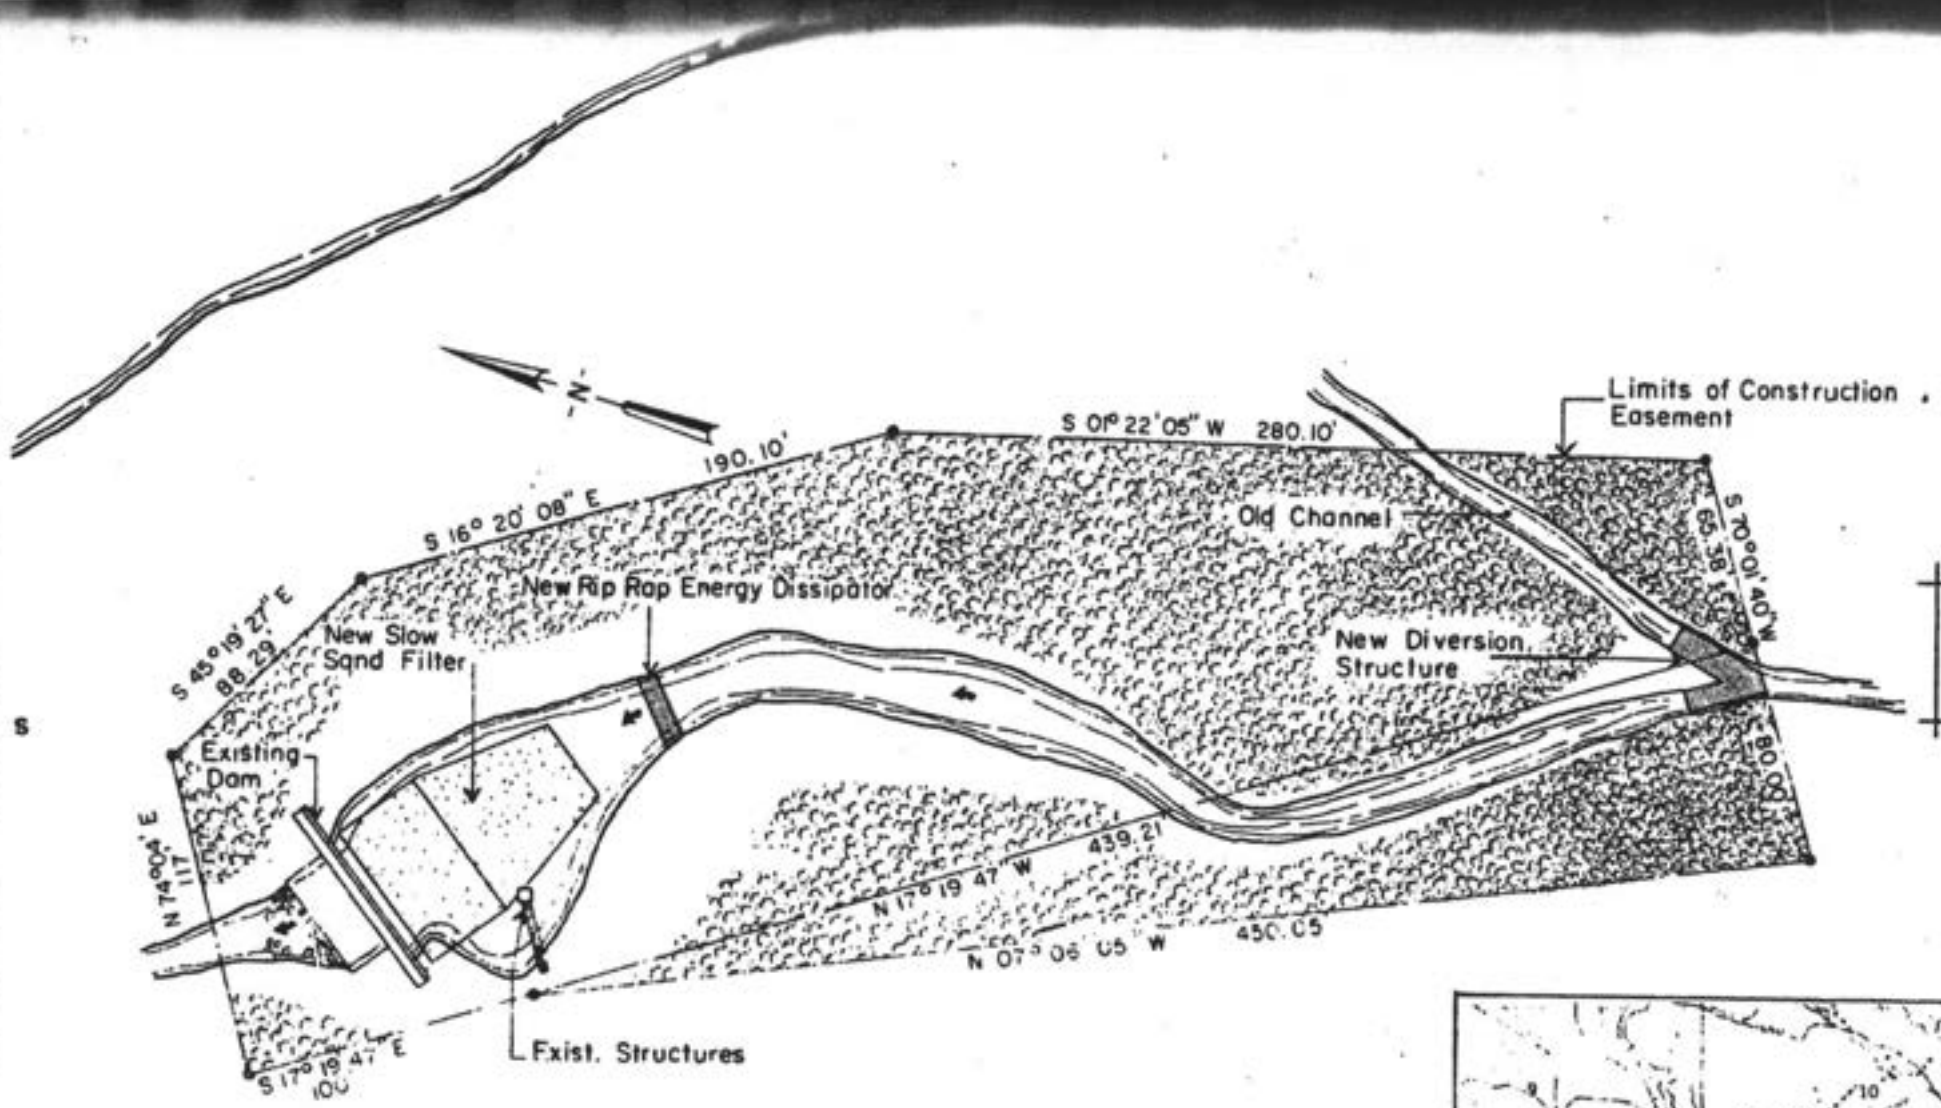 -N-
Limits of Construction
Easement
S 01° 22' 05" W 280.10'
190.10'
S 16° 20' 08" E
S 70° 01' 40" W
65.38'
Old Channel
New Rip Rap Energy Dissipator
S 45° 19' 27" E
88.29'
New Slow
Sand Filter
New Diversion
Structure
S
Existing
Dam
80.00
N 74° 04' E
117'
439.21'
N 17° 19 47 W
450.05
N 07° 06 05" W
Exist. Structures
S 17° 19 47 E
100
9
10